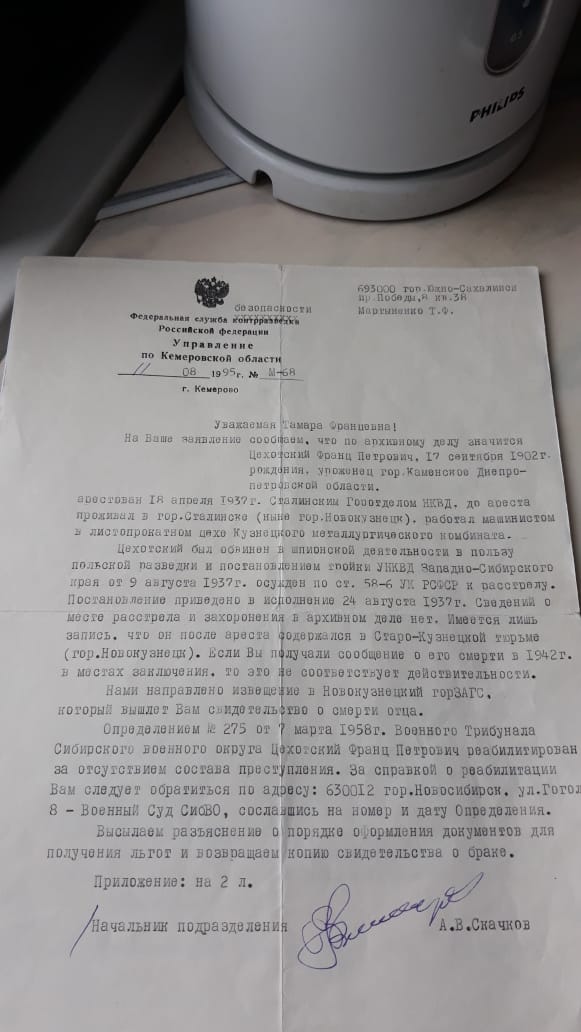 0.5
PHILIPS
693000 гор.Южно-Сахалинск
пр.Победы,8 кв.38
Мартыненко Т.Ф.
безопасности
Федеральная служба контрразведки
Российской федерации
Управление
по Кемеровской области
11 08 1995г. № М-68
г. Кемерово
Уважаемая Тамара Францевна!
На Ваше заявление сообщаем, что по архивному делу значится
Цехотский Франц Петрович, 17 сентября 1902г.
рождения, уроженец гор.Каменское Днепро-
петровской области.
арестован 18 апреля 1937г. Сталинским Горотделом НКВД, до ареста
проживал в гор.Сталинске (ныне гор.Новокузнецк), работал машинистом
в листопрокатном цехе Кузнецкого металлургического комбината.
Цехотский был обвинен в шпионской деятельности в пользу
польской разведки и постановлением тройки УНКВД Западно-Сибирского
края от 9 августа 1937г. осужден по ст. 58-6 УК РСФСР к расстрелу.
Постановление приведено в исполнение 24 августа 1937г. Сведений о
месте расстрела и захоронения в архивном деле нет. Имеется лишь
запись, что он после ареста содержался в Старо-Кузнецкой тюрьме
(гор.Новокузнецк). Если Вы получали сообщение о его смерти в 1942г.
в местах заключения, то это не соответствует действительности.
Нами направлено извещение в Новокузнецкий горЗАГС,
который вышлет Вам свидетельство о смерти отца.
Определением № 275 от 7 марта 1958г. Военного Трибунала
Сибирского военного округа Цехотский Франц Петрович реабилитирован
за отсутствием состава преступления. За справкой о реабилитации
Вам следует обратиться по адресу: 630012 гор.Новосибирск, ул.Гогол
8 - Военный Суд СибВО, сославшись на номер и дату Определения.
Высылаем разъяснение о порядке оформления документов для
получения льгот и возвращаем копию свидетельства о браке.
Приложение: на 2 л.
Начальник подразделения А.В.Скачков